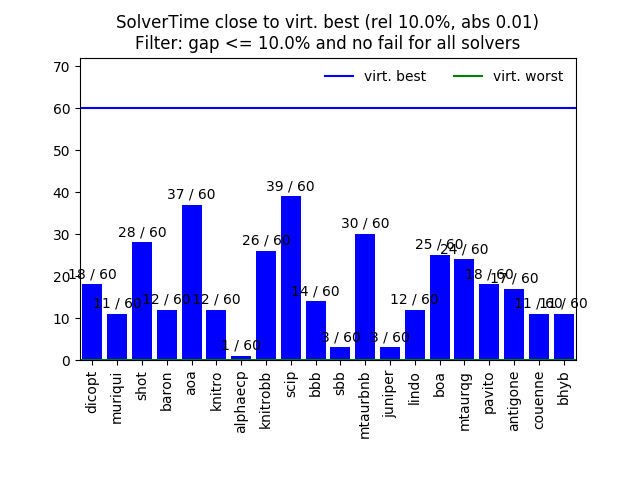 SolverTime close to virt. best (rel 10.0%, abs 0.01)
Filter: gap <= 10.0% and no fail for all solvers
virt. best
virt. worst
70
60
50
40
30
20
10
0
18 / 60
11 / 60
28 / 60
12 / 60
37 / 60
12 / 60
1 / 60
26 / 60
39 / 60
14 / 60
3 / 60
30 / 60
3 / 60
12 / 60
25 / 60
24 / 60
18 / 60
17 / 60
11 / 60
11 / 60
dicopt
muriqui
shot
baron
aoa
knitro
alphaecp
knitrobb
scip
bbb
sbb
mtaurbnb
juniper
lindo
boa
mtaurqg
pavito
antigone
couenne
bhyb